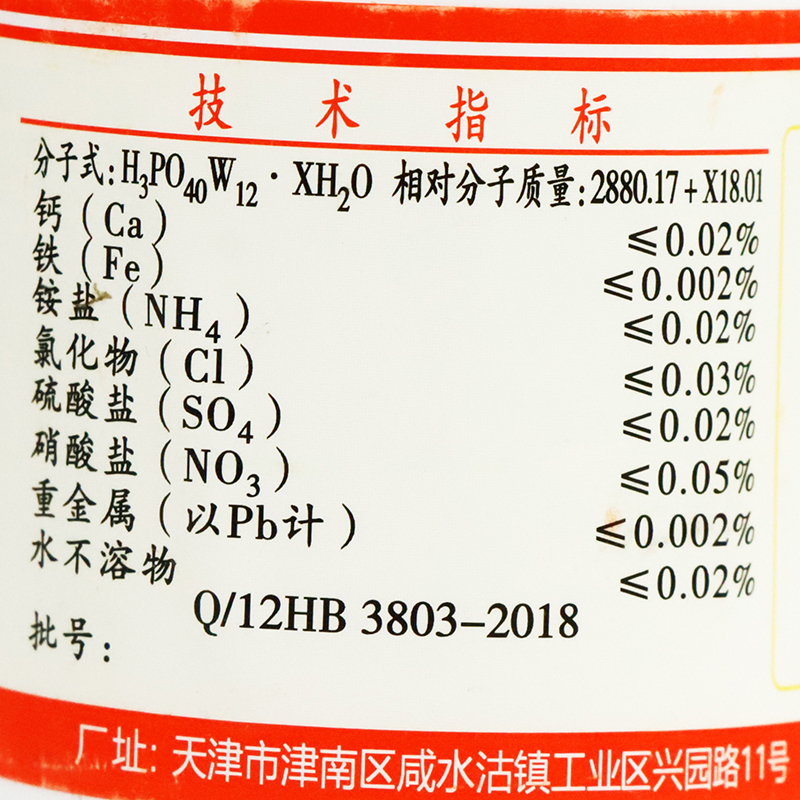 技术指标
分子式:H₃PO₄₀W₁₂·XH₂O 相对分子质量:2880.17+X18.01
钙(Ca) ≤0.02%
铁(Fe) ≤0.002%
铵盐(NH₄) ≤0.02%
氯化物(Cl) ≤0.03%
硫酸盐(SO₄) ≤0.02%
硝酸盐(NO₃) ≤0.05%
重金属(以Pb计) ≤0.002%
水不溶物 ≤0.02%
Q/12HB 3803-2018
批号:
厂址:天津市津南区咸水沽镇工业区兴园路11号